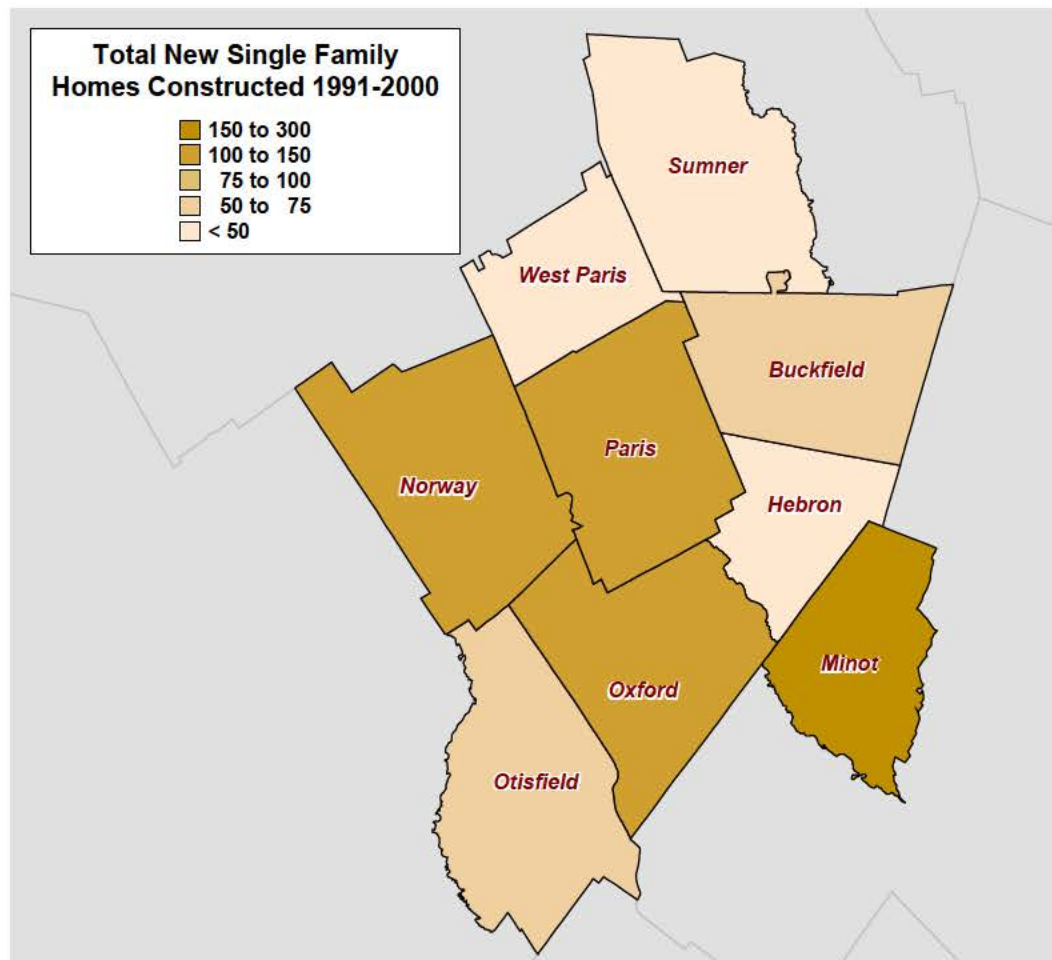 Total New Single Family
Homes Constructed 1991-2000
150 to 300
100 to 150
75 to 100
50 to 75
< 50
Sumner
West Paris
Buckfield
Paris
Norway
Hebron
Minot
Oxford
Otisfield